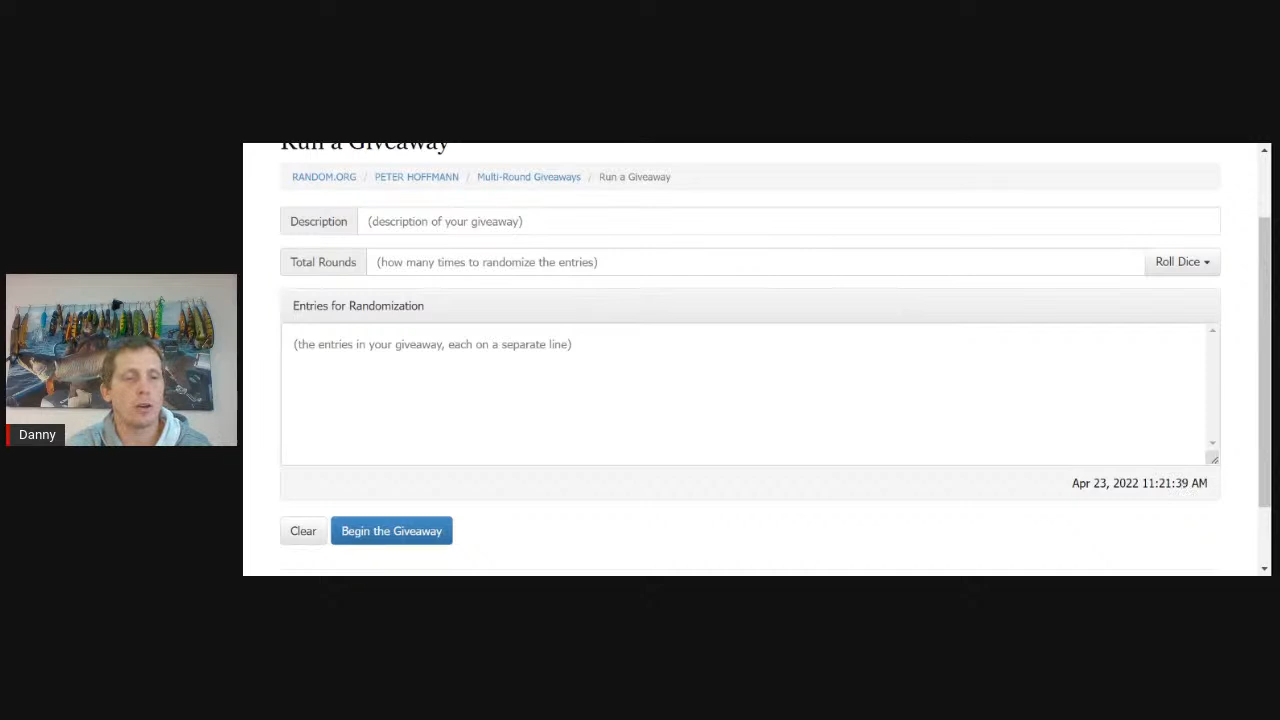 Run a Giveaway
RANDOM.ORG / PETER HOFFMANN / Multi-Round Giveaways / Run a Giveaway
Description (description of your giveaway)
Total Rounds (how many times to randomize the entries) Roll Dice
Entries for Randomization
(the entries in your giveaway, each on a separate line)
Danny
Apr 23, 2022 11:21:39 AM
Clear Begin the Giveaway